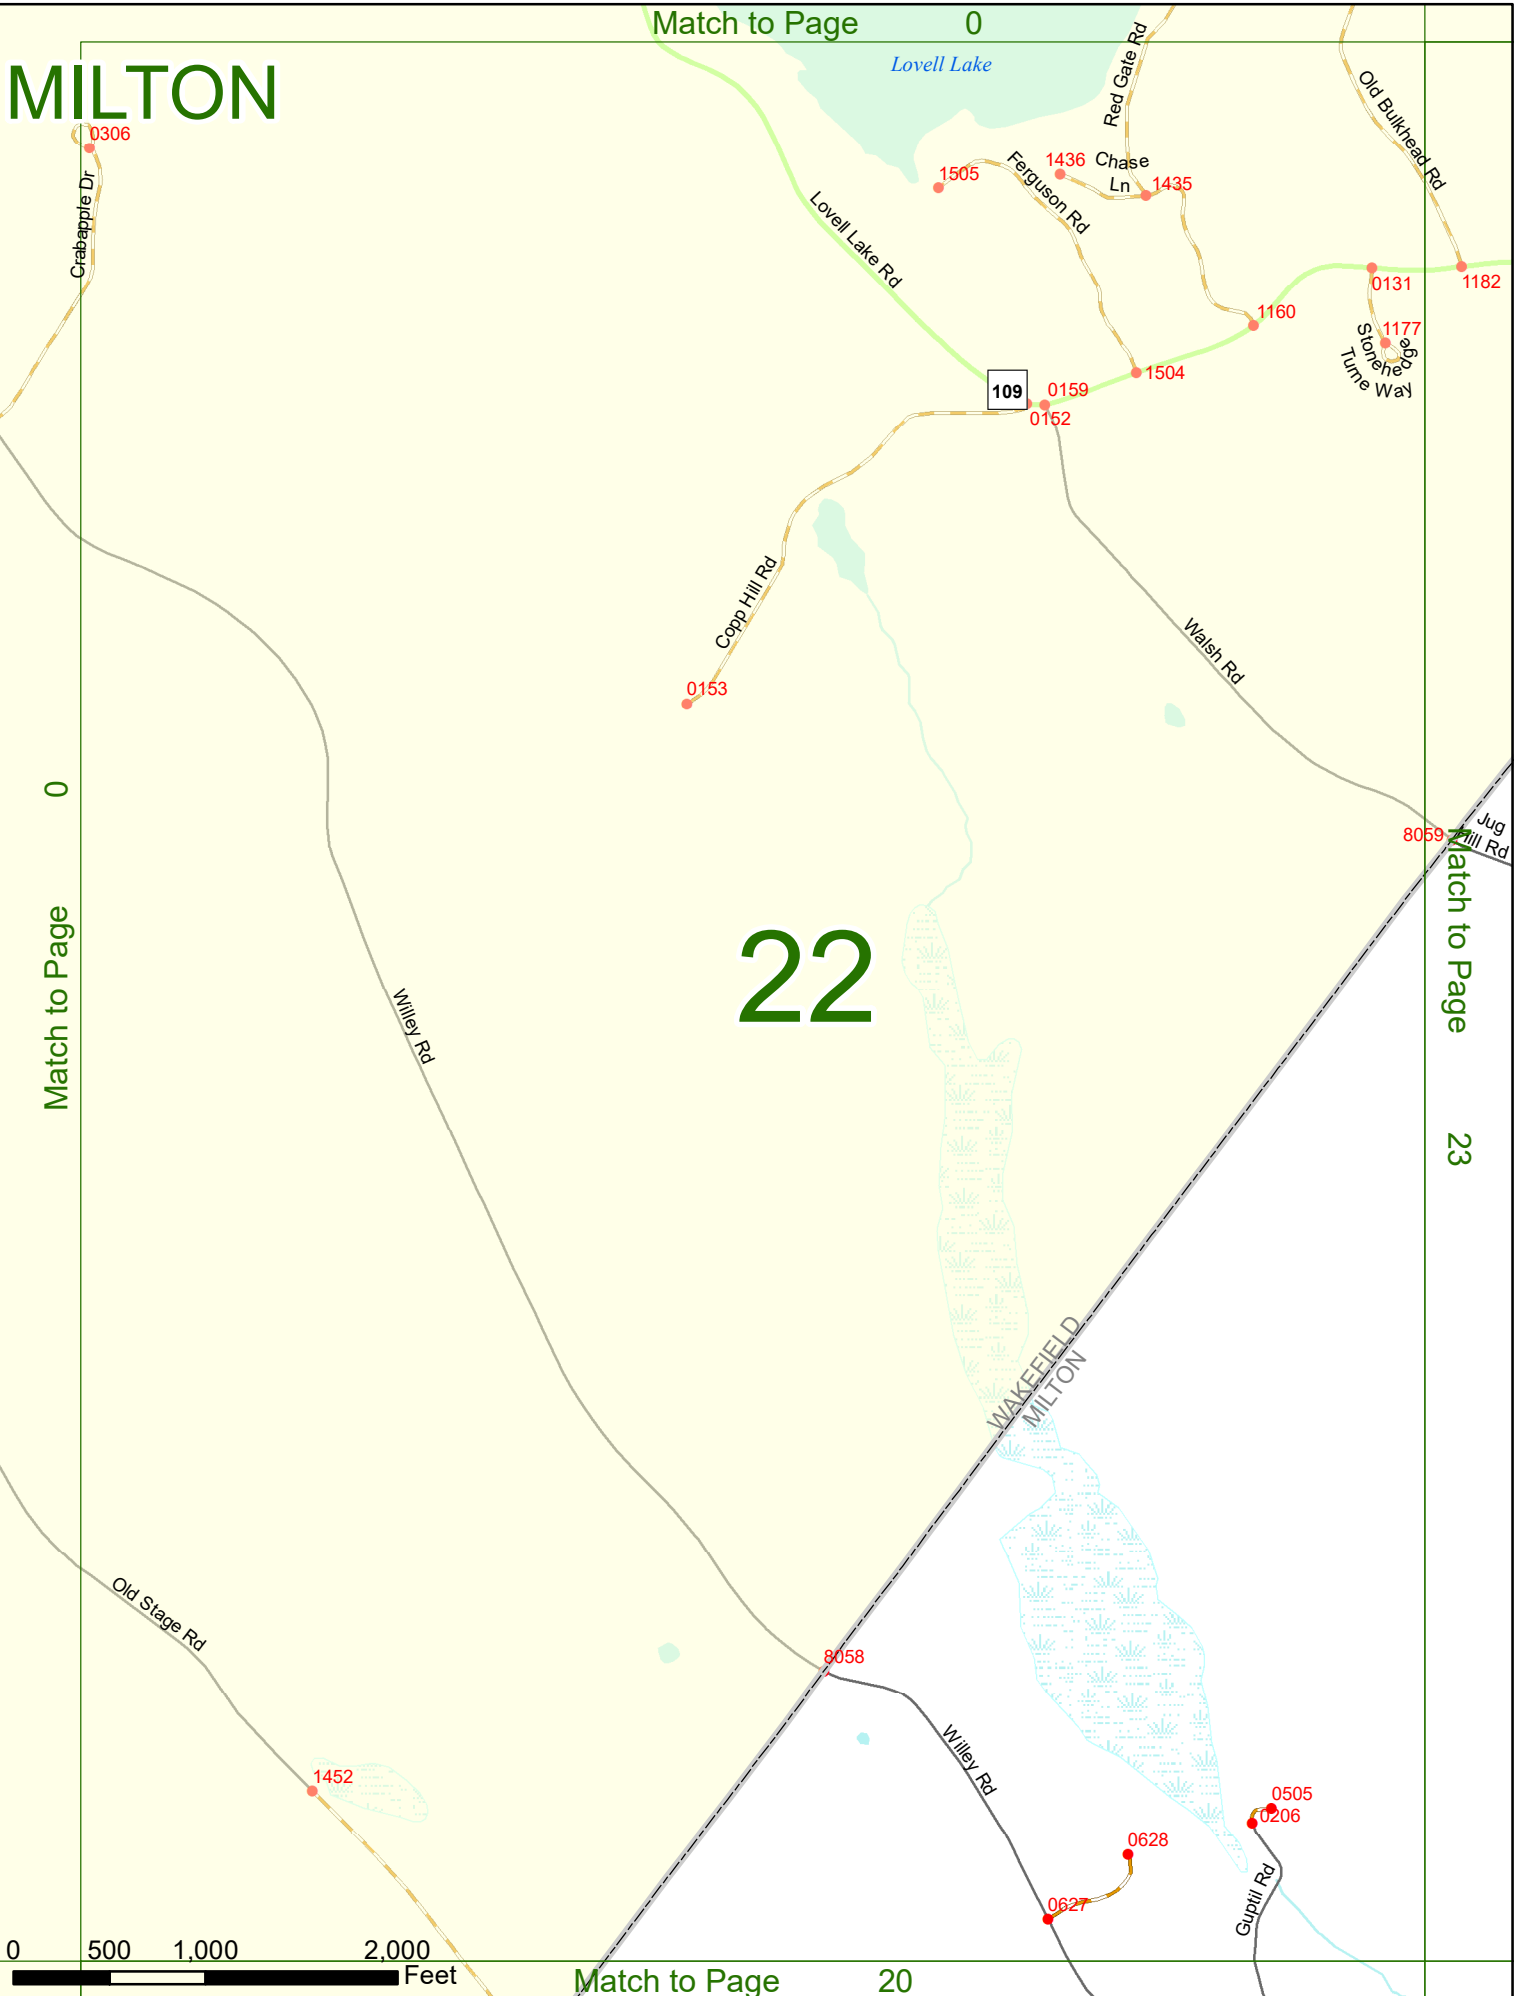 Match to Page 0
MILTON
Lovell Lake
Red Gate Rd
Old Bulkhead Rd
0306
Crabapple Dr
1505
Ferguson Rd
1436
Chase
Ln
1435
Lovell Lake Rd
0131
1182
1160
1177
Stonehedge
Turne Way
1504
109
0159
0152
Copp Hill Rd
Walsh Rd
0153
0
Match to Page
8059
Jug
Hill Rd
Match to Page
23
22
Willey Rd
WAKEFIELD
MILTON
Old Stage Rd
8058
Willey Rd
1452
0505
0206
0628
0627
Guptil Rd
0 500 1,000 2,000
Feet
Match to Page 20